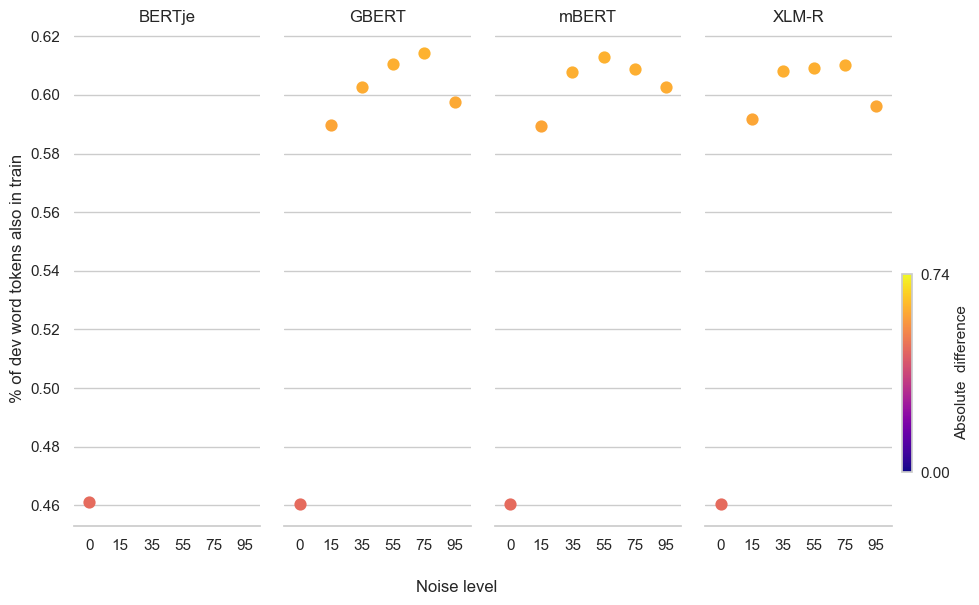 BERTje GBERT mBERT XLM-R
0.62
0.60
0.58
0.56
0.54
0.52
0.50
0.48
0.46
% of dev word tokens also in train
0 15 35 55 75 95 0 15 35 55 75 95 0 15 35 55 75 95 0 15 35 55 75 95
Noise level
0.74
0.00
Absolute difference